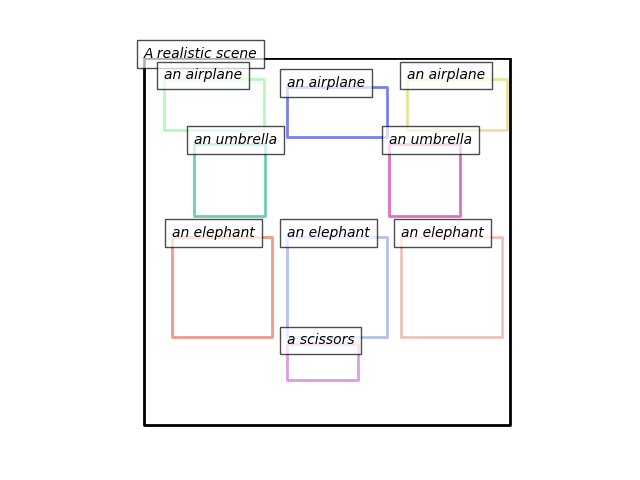 A realistic scene
an airplane
an airplane
an airplane
an umbrella
an umbrella
an elephant
an elephant
an elephant
a scissors